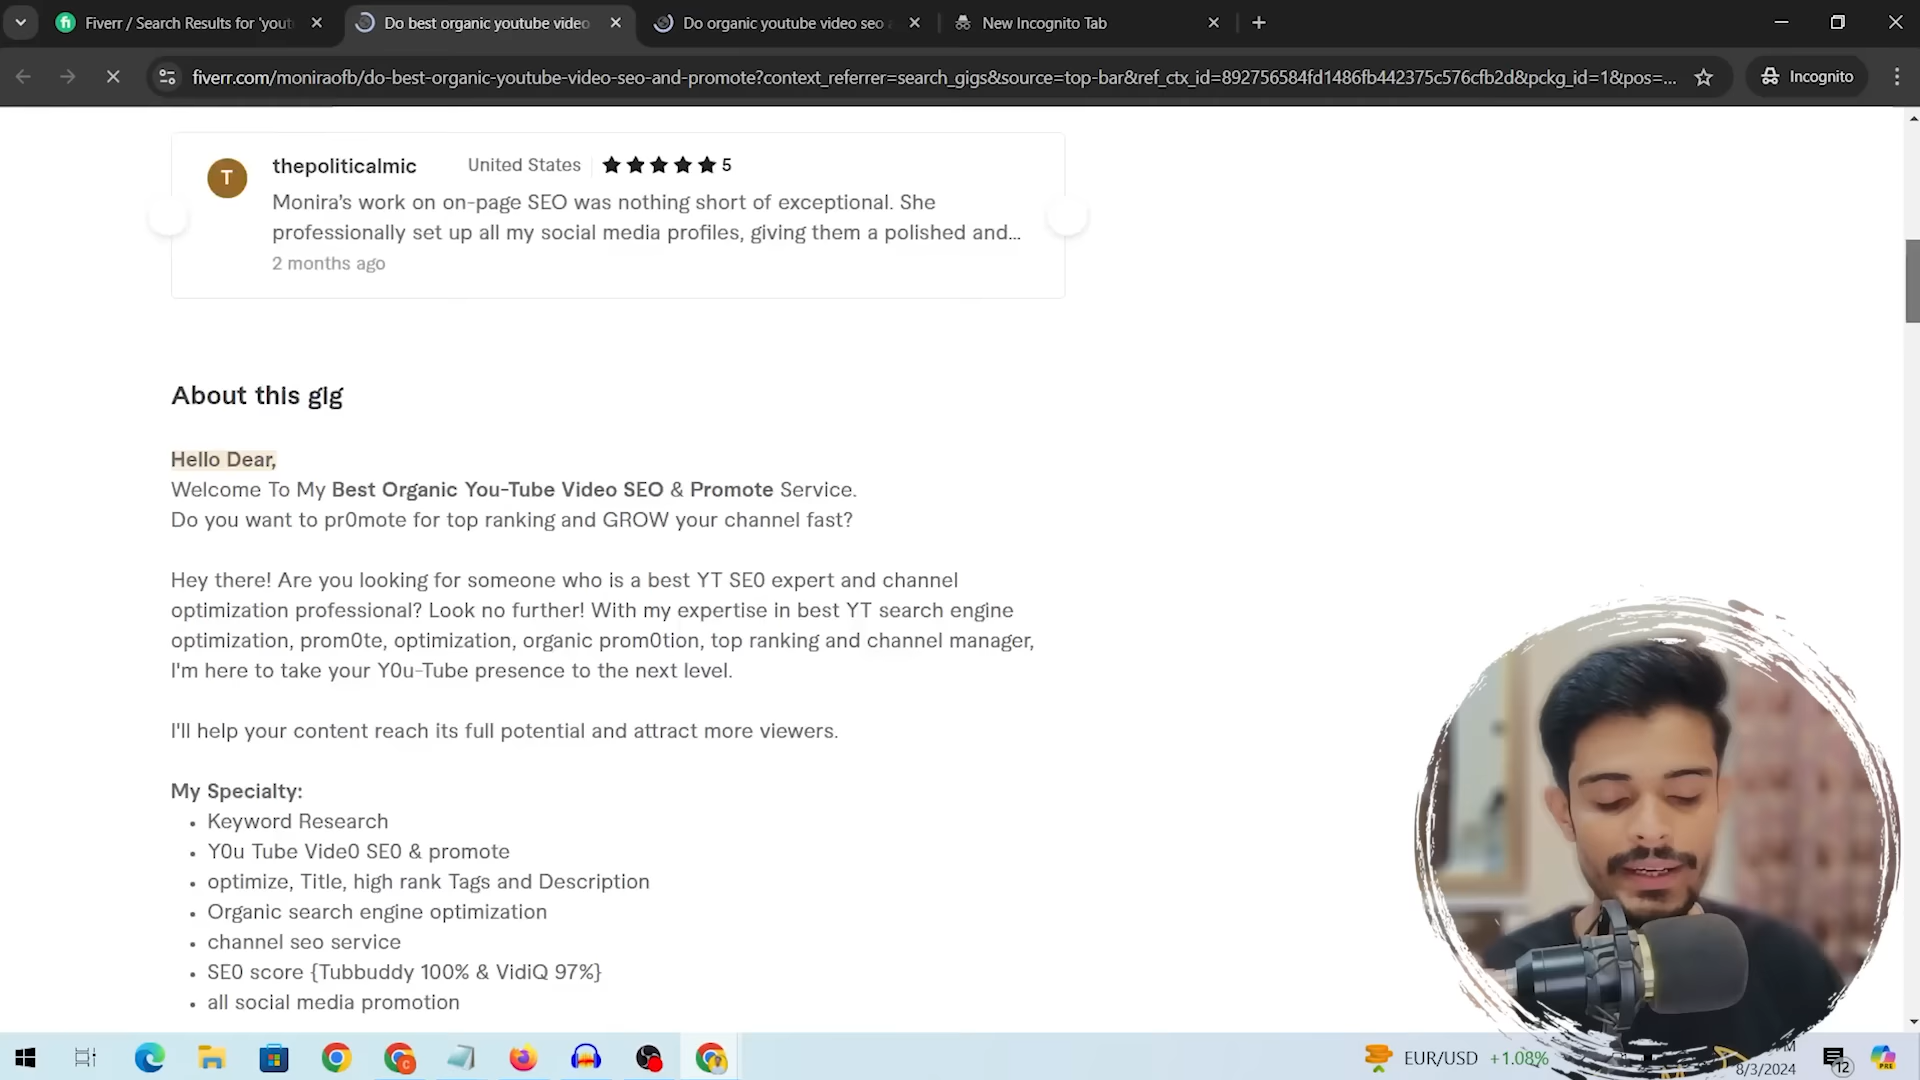 Fiverr / Search Results for 'yout
Do best organic youtube video
Do organic youtube video seo a
New Incognito Tab
fiverr.com/moniraofb/do-best-organic-youtube-video-seo-and-promote?context_referrer=search_gigs&source=top-bar&ref_ctx_id=892756584fd1486fb442375c576cfb2d&pckg_id=1&pos=...
Incognito
T
thepoliticalmic
United States
5
Monira’s work on on-page SEO was nothing short of exceptional. She
professionally set up all my social media profiles, giving them a polished and...
2 months ago
About this gig
Hello Dear,
Welcome To My Best Organic You-Tube Video SEO & Promote Service.
Do you want to pr0mote for top ranking and GROW your channel fast?
Hey there! Are you looking for someone who is a best YT SE0 expert and channel
optimization professional? Look no further! With my expertise in best YT search engine
optimization, prom0te, optimization, organic prom0tion, top ranking and channel manager,
I'm here to take your Y0u-Tube presence to the next level.
I'll help your content reach its full potential and attract more viewers.
My Specialty:
• Keyword Research
• Y0u Tube Vide0 SE0 & promote
• optimize, Title, high rank Tags and Description
• Organic search engine optimization
• channel seo service
• SE0 score {Tubbuddy 100% & VidiQ 97%}
• all social media promotion
EUR/USD +1.08%
8/3/2024
12
PRE